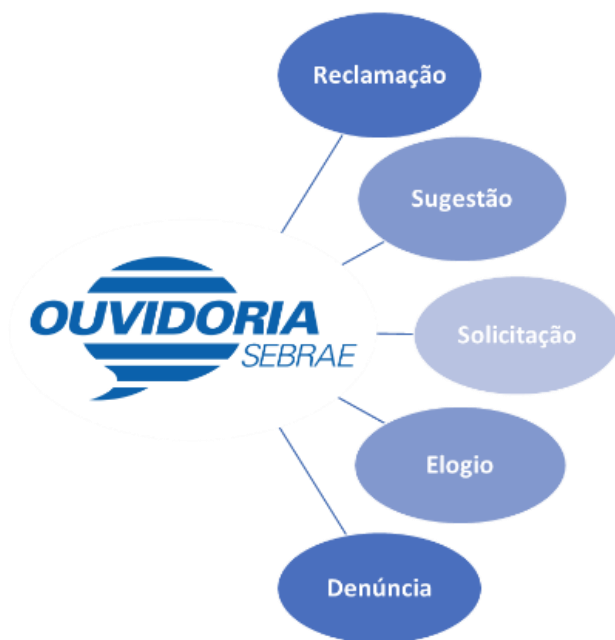 Reclamação
Sugestão
OUVIDORIA
SEBRAE
Solicitação
Elogio
Denúncia